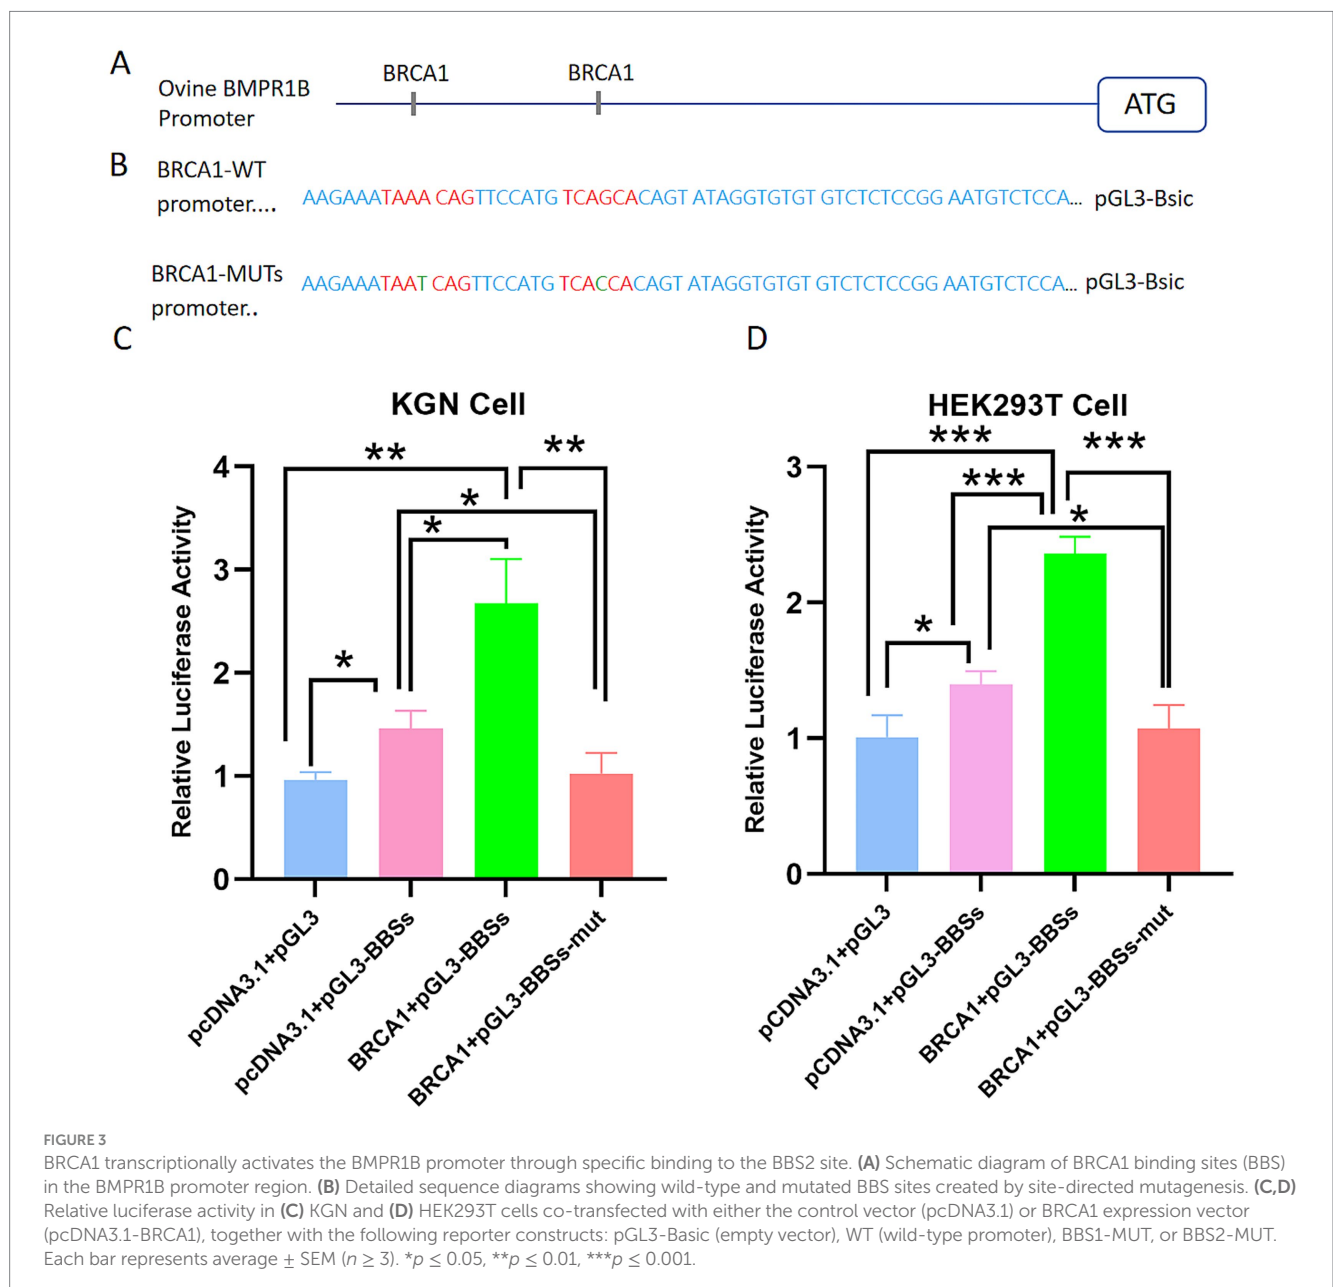 A
Ovine BMPR1B
Promoter
BRCA1
BRCA1
ATG
B
BRCA1-WT
promoter....
AAGAAATAAA CAGTTCCATG TCAGCACAGT ATAGGTGTGT GTCTCTCCGG AATGTCTCCA... pGL3-Bsic
BRCA1-MUTs
promoter..
AAGAAATAAT CAGTTCCATG TCACCACAGT ATAGGTGTGT GTCTCTCCGG AATGTCTCCA... pGL3-Bsic
C
KGN Cell
Relative Luciferase Activity
4
3
2
1
0
**
**
*
*
*
pcDNA3.1+pGL3
pcDNA3.1+pGL3-BBSs
BRCA1+pGL3-BBSs
BRCA1+pGL3-BBSs-mut
D
HEK293T Cell
Relative Luciferase Activity
3
2
1
0
***
***
***
*
*
pCDNA3.1+pGL3
pCDNA3.1+pGL3-BBSs
BRCA1+pGL3-BBSs
BRCA1+pGL3-BBSs-mut
FIGURE 3
BRCA1 transcriptionally activates the BMPR1B promoter through specific binding to the BBS2 site. (A) Schematic diagram of BRCA1 binding sites (BBS)
in the BMPR1B promoter region. (B) Detailed sequence diagrams showing wild-type and mutated BBS sites created by site-directed mutagenesis. (C,D)
Relative luciferase activity in (C) KGN and (D) HEK293T cells co-transfected with either the control vector (pcDNA3.1) or BRCA1 expression vector
(pcDNA3.1-BRCA1), together with the following reporter constructs: pGL3-Basic (empty vector), WT (wild-type promoter), BBS1-MUT, or BBS2-MUT.
Each bar represents average ± SEM (n ≥ 3). *p ≤ 0.05, **p ≤ 0.01, ***p ≤ 0.001.